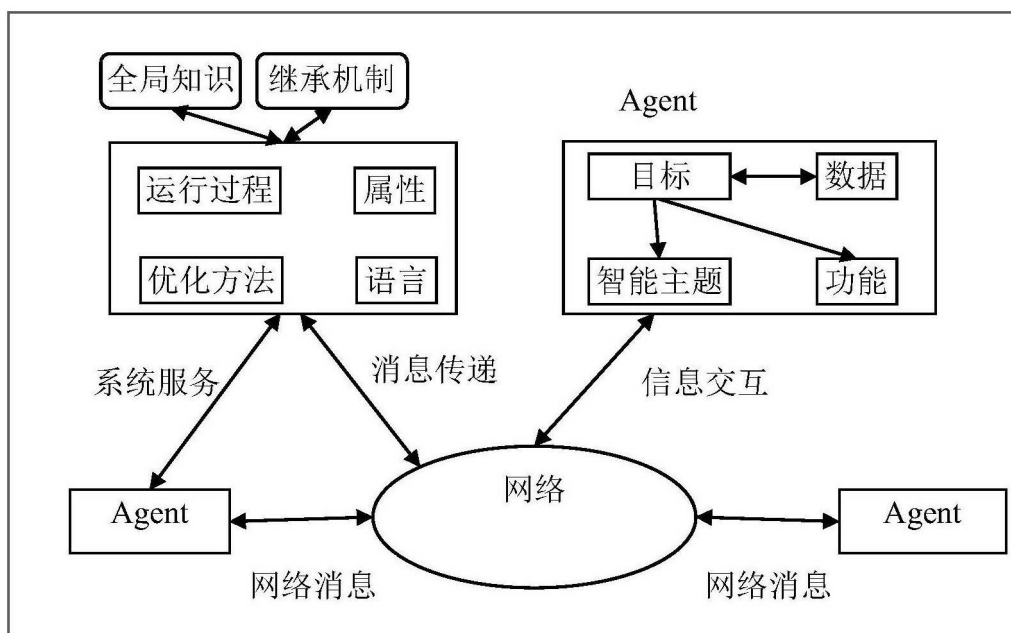 全局知识
继承机制
Agent
运行过程
属性
目标
数据
优化方法
语言
智能主题
功能
系统服务
消息传递
信息交互
网络
Agent
Agent
网络消息
网络消息